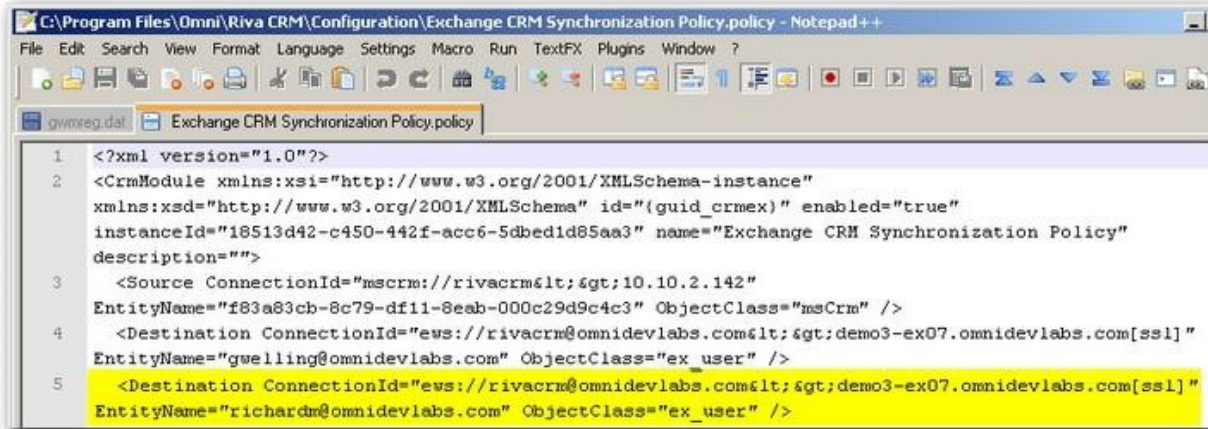 C:\Program Files\Omni\Riva CRM\Configuration\Exchange CRM Synchronization Policy.policy - Notepad++
File Edit Search View Format Language Settings Macro Run TextFX Plugins Window ?
gwmreg.dat Exchange CRM Synchronization Policy.policy
1 <?xml version="1.0"?>
2 <CrmModule xmlns:xsi="http://www.w3.org/2001/XMLSchema-instance"
xmlns:xsd="http://www.w3.org/2001/XMLSchema" id="{guid_crmex}" enabled="true"
instanceId="18513d42-c450-442f-acc6-5dbed1d85aa3" name="Exchange CRM Synchronization Policy"
description="">
3 <Source ConnectionId="mscrm://rivacrm&lt;&gt;10.10.2.142"
EntityName="f83a83cb-8c79-df11-8eab-000c29d9c4c3" ObjectClass="msCrm" />
4 <Destination ConnectionId="ews://rivacrm@omnidevlabs.com&lt;&gt;demo3-ex07.omnidevlabs.com[ssl]"
EntityName="gwelling@omnidevlabs.com" ObjectClass="ex_user" />
5 <Destination ConnectionId="ews://rivacrm@omnidevlabs.com&lt;&gt;demo3-ex07.omnidevlabs.com[ssl]"
EntityName="richardm@omnidevlabs.com" ObjectClass="ex_user" />